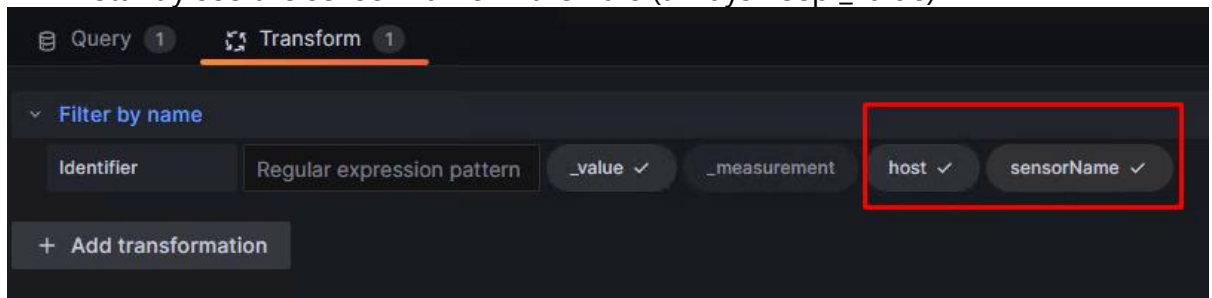 Query 1 Transform 1
Filter by name
Identifier Regular expression pattern _value _measurement host sensorName
+ Add transformation